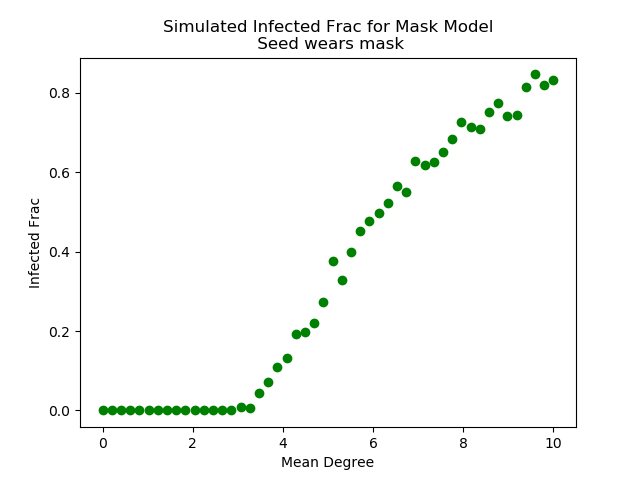 Simulated Infected Frac for Mask Model
Seed wears mask
Infected Frac
0.8
0.6
0.4
0.2
0.0
0 2 4 6 8 10
Mean Degree